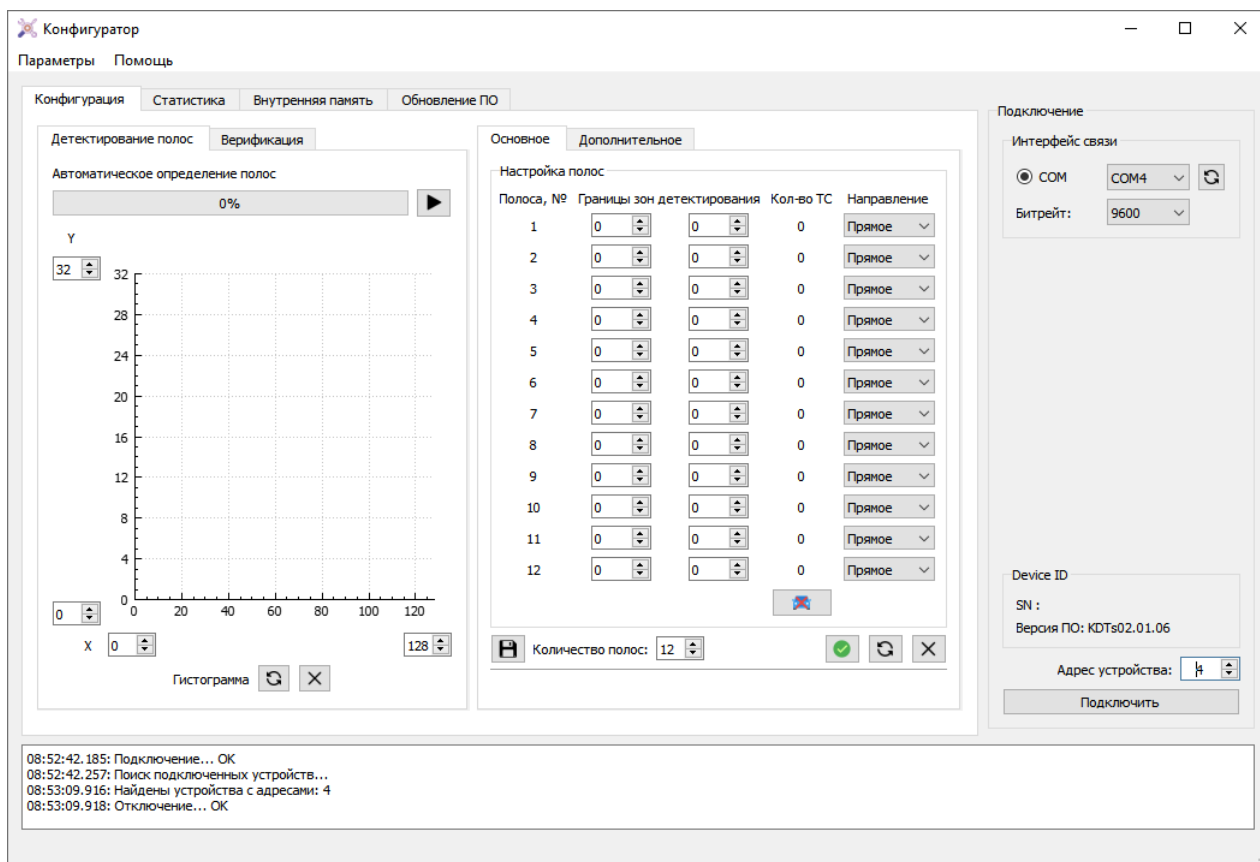 Конфигуратор
Параметры Помощь
Конфигурация Статистика Внутренняя память Обновление ПО
Детектирование полос Верификация
Автоматическое определение полос
0%
Y
32
32
28
24
20
16
12
8
4
0
0 20 40 60 80 100 120
0
X 0 128
Гистограмма
Основное Дополнительное
Настройка полос
Полоса, № Границы зон детектирования Кол-во ТС Направление
1 0 0 0 Прямое
2 0 0 0 Прямое
3 0 0 0 Прямое
4 0 0 0 Прямое
5 0 0 0 Прямое
6 0 0 0 Прямое
7 0 0 0 Прямое
8 0 0 0 Прямое
9 0 0 0 Прямое
10 0 0 0 Прямое
11 0 0 0 Прямое
12 0 0 0 Прямое
Количество полос: 12
Подключение
Интерфейс связи
COM COM4
Битрейт: 9600
Device ID
SN :
Версия ПО: KDTs02.01.06
Адрес устройства: 4
Подключить
08:52:42.185: Подключение... OK
08:52:42.257: Поиск подключенных устройств...
08:53:09.916: Найдены устройства с адресами: 4
08:53:09.918: Отключение... OK